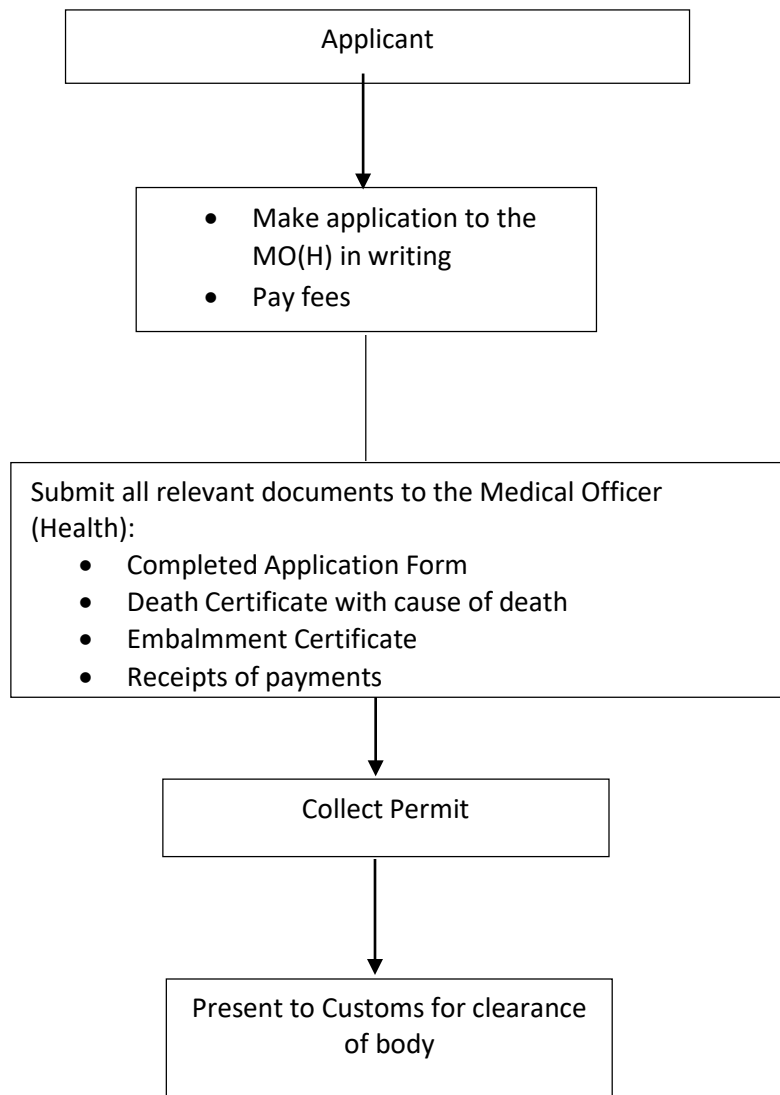 Applicant
• Make application to the
MO(H) in writing
• Pay fees
Submit all relevant documents to the Medical Officer
(Health):
• Completed Application Form
• Death Certificate with cause of death
• Embalmment Certificate
• Receipts of payments
Collect Permit
Present to Customs for clearance
of body